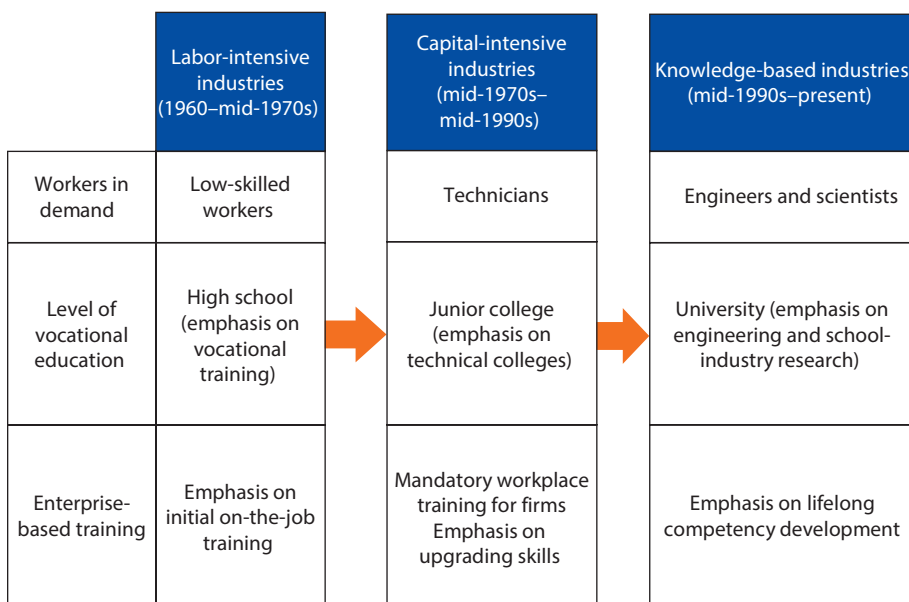 Labor-intensive
industries
(1960–mid-1970s)
Capital-intensive
industries
(mid-1970s–
mid-1990s)
Knowledge-based industries
(mid-1990s–present)
Workers in
demand
Low-skilled
workers
Technicians
Engineers and scientists
Level of
vocational
education
High school
(emphasis on
vocational
training)
Junior college
(emphasis on
technical colleges)
University (emphasis on
engineering and school-
industry research)
Enterprise-
based training
Emphasis on
initial on-the-job
training
Mandatory workplace
training for firms
Emphasis on
upgrading skills
Emphasis on lifelong
competency development